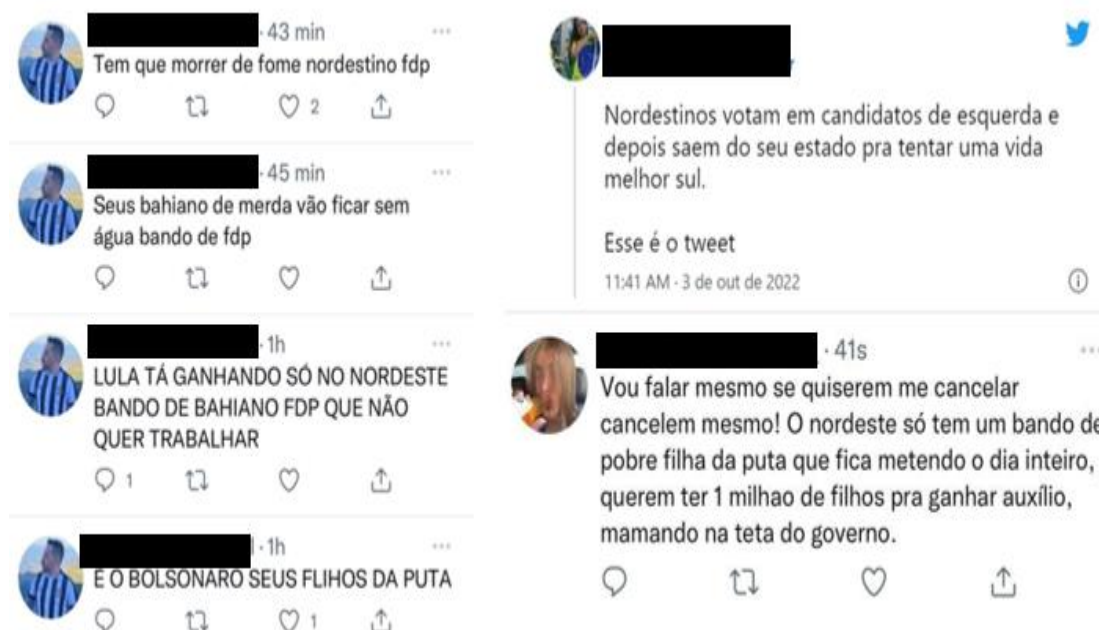 · 43 min
Tem que morrer de fome nordestino fdp
2
· 45 min
Seus bahiano de merda vão ficar sem
água bando de fdp
· 1h
LULA TÁ GANHANDO SÓ NO NORDESTE
BANDO DE BAHIANO FDP QUE NÃO
QUER TRABALHAR
1
· 1h
É O BOLSONARO SEUS FLIHOS DA PUTA
1
Nordestinos votam em candidatos de esquerda e
depois saem do seu estado pra tentar uma vida
melhor sul.
Esse é o tweet
11:41 AM · 3 de out de 2022
· 41s
Vou falar mesmo se quiserem me cancelar
cancelem mesmo! O nordeste só tem um bando de
pobre filha da puta que fica metendo o dia inteiro,
querem ter 1 milhao de filhos pra ganhar auxílio,
mamando na teta do governo.